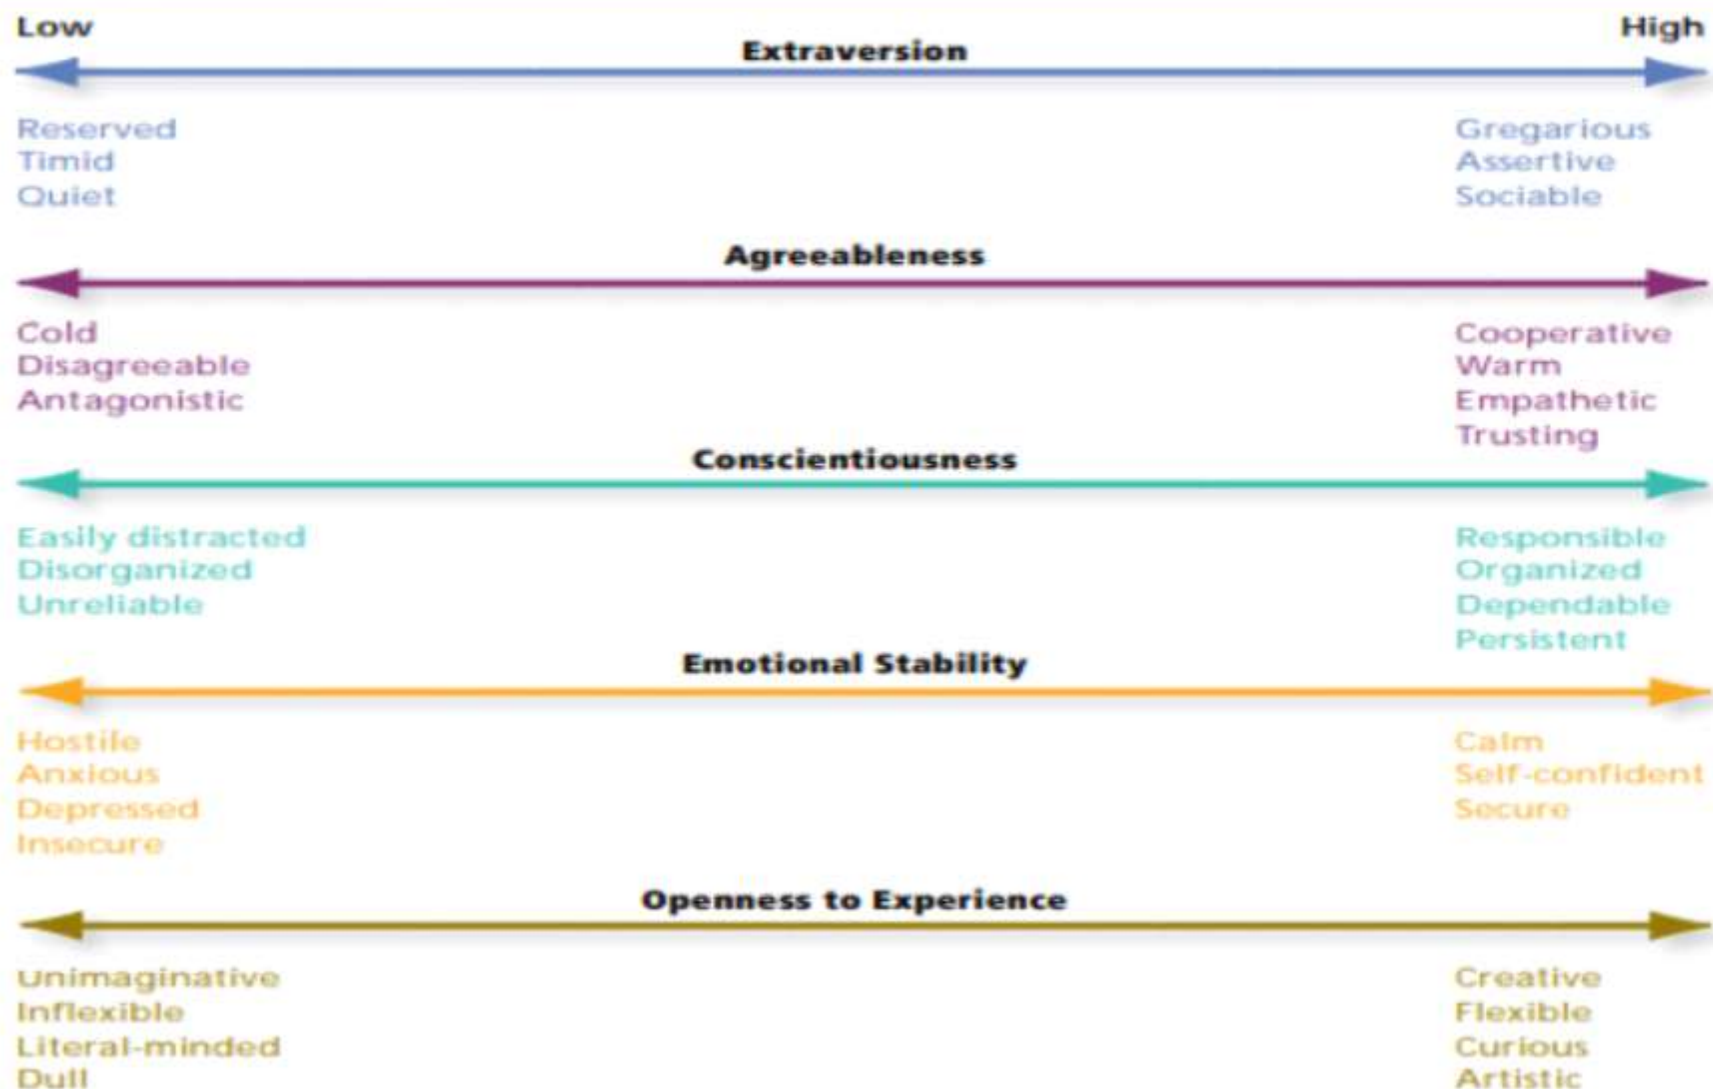 Low High
Extraversion
Reserved Gregarious
Timid Assertive
Quiet Sociable
Agreeableness
Cold Cooperative
Disagreeable Warm
Antagonistic Empathetic
Trusting
Conscientiousness
Easily distracted Responsible
Disorganized Organized
Unreliable Dependable
Persistent
Emotional Stability
Hostile Calm
Anxious Self-confident
Depressed Secure
Insecure
Openness to Experience
Unimaginative Creative
Inflexible Flexible
Literal-minded Curious
Dull Artistic